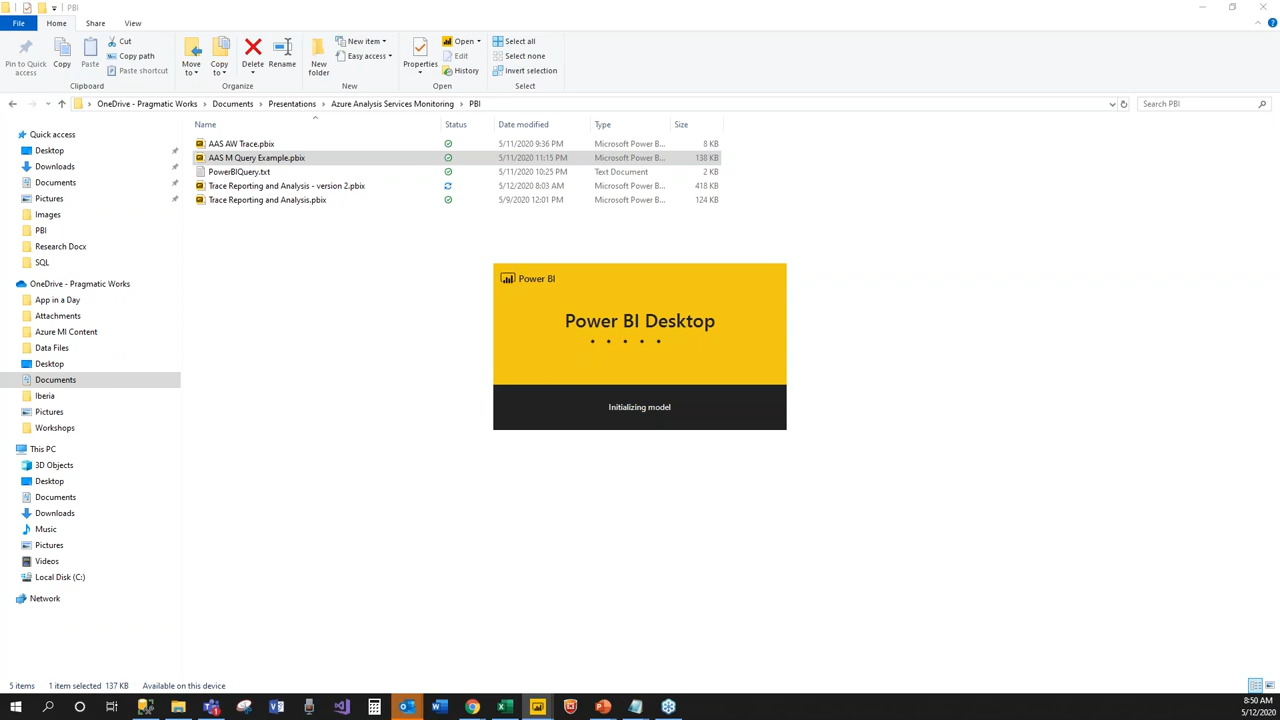 PBI
File Home Share View
Pin to Quick access
Copy
Paste
Cut
Copy path
Paste shortcut
Move to
Copy to
Delete
Rename
New folder
New item
Easy access
Properties
Open
Edit
History
Select all
Select none
Invert selection
Clipboard Organize New Open Select
OneDrive - Pragmatic Works > Documents > Presentations > Azure Analysis Services Monitoring > PBI
Search PBI
Name Status Date modified Type Size
AAS AW Trace.pbix 5/11/2020 9:36 PM Microsoft Power B... 8 KB
AAS M Query Example.pbix 5/11/2020 11:15 PM Microsoft Power B... 138 KB
PowerBIQuery.txt 5/11/2020 10:25 PM Text Document 2 KB
Trace Reporting and Analysis - version 2.pbix 5/12/2020 8:03 AM Microsoft Power B... 418 KB
Trace Reporting and Analysis.pbix 5/9/2020 12:01 PM Microsoft Power B... 124 KB
Quick access
Desktop
Downloads
Documents
Pictures
Images
PBI
Research Docx
SQL
OneDrive - Pragmatic Works
App in a Day
Attachments
Azure MI Content
Data Files
Desktop
Documents
Iberia
Pictures
Workshops
This PC
3D Objects
Desktop
Documents
Downloads
Music
Pictures
Videos
Local Disk (C:)
Network
Power BI
Power BI Desktop
Initializing model
5 items 1 item selected 137 KB Available on this device
8:50 AM
5/12/2020